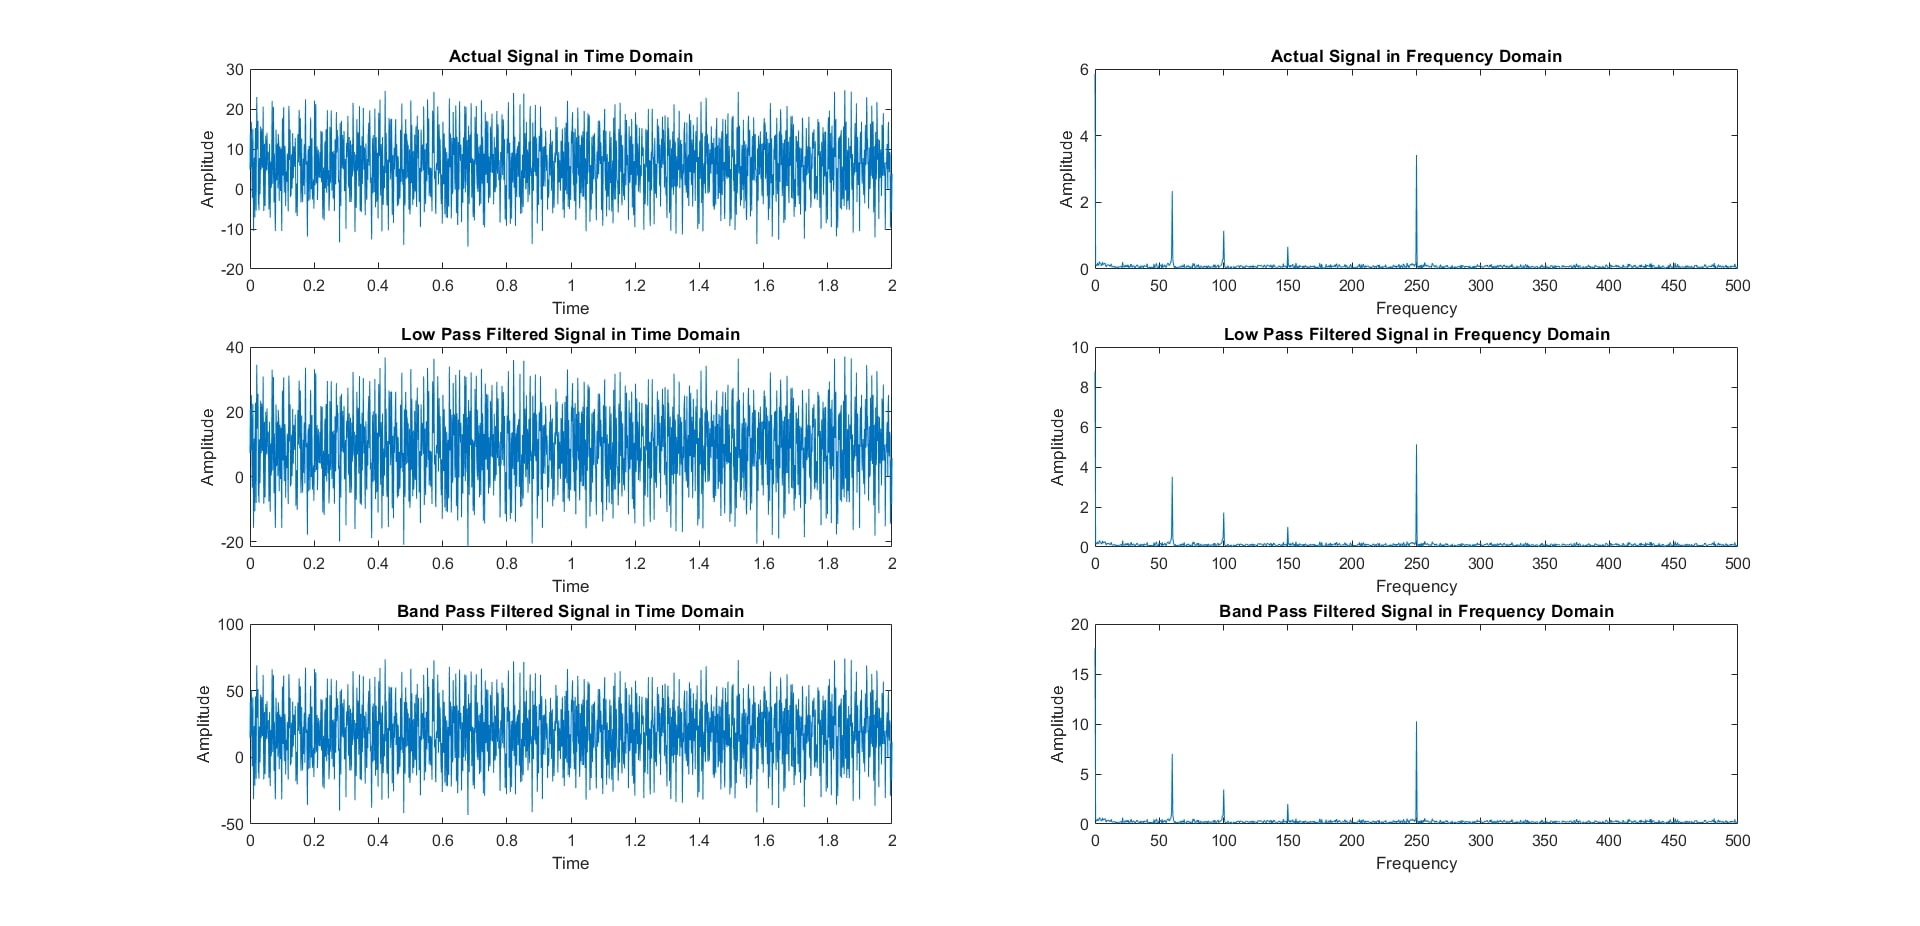 Actual Signal in Time Domain
30
20
10
0
-10
-20
Amplitude
0 0.2 0.4 0.6 0.8 1 1.2 1.4 1.6 1.8 2
Time
Actual Signal in Frequency Domain
6
4
2
0
Amplitude
0 50 100 150 200 250 300 350 400 450 500
Frequency
Low Pass Filtered Signal in Time Domain
40
20
0
-20
Amplitude
0 0.2 0.4 0.6 0.8 1 1.2 1.4 1.6 1.8 2
Time
Low Pass Filtered Signal in Frequency Domain
10
8
6
4
2
0
Amplitude
0 50 100 150 200 250 300 350 400 450 500
Frequency
Band Pass Filtered Signal in Time Domain
100
50
0
-50
Amplitude
0 0.2 0.4 0.6 0.8 1 1.2 1.4 1.6 1.8 2
Time
Band Pass Filtered Signal in Frequency Domain
20
15
10
5
0
Amplitude
0 50 100 150 200 250 300 350 400 450 500
Frequency